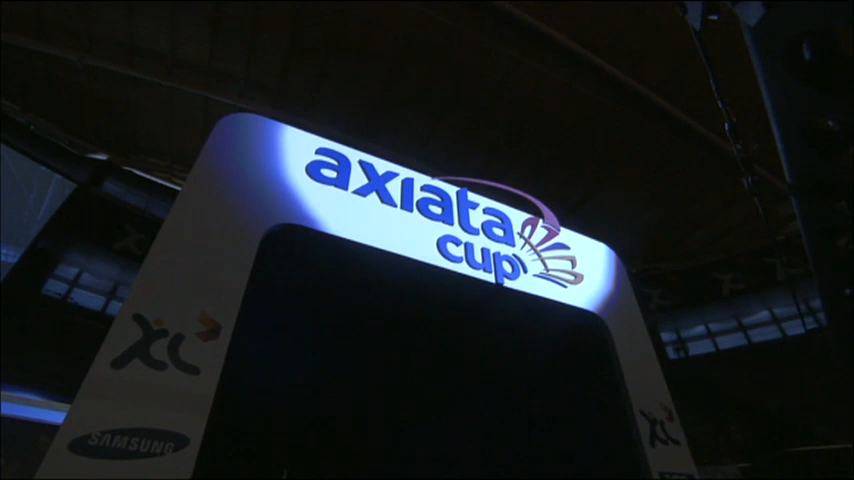 axiata
cup
XL
SAMSUNG
XL